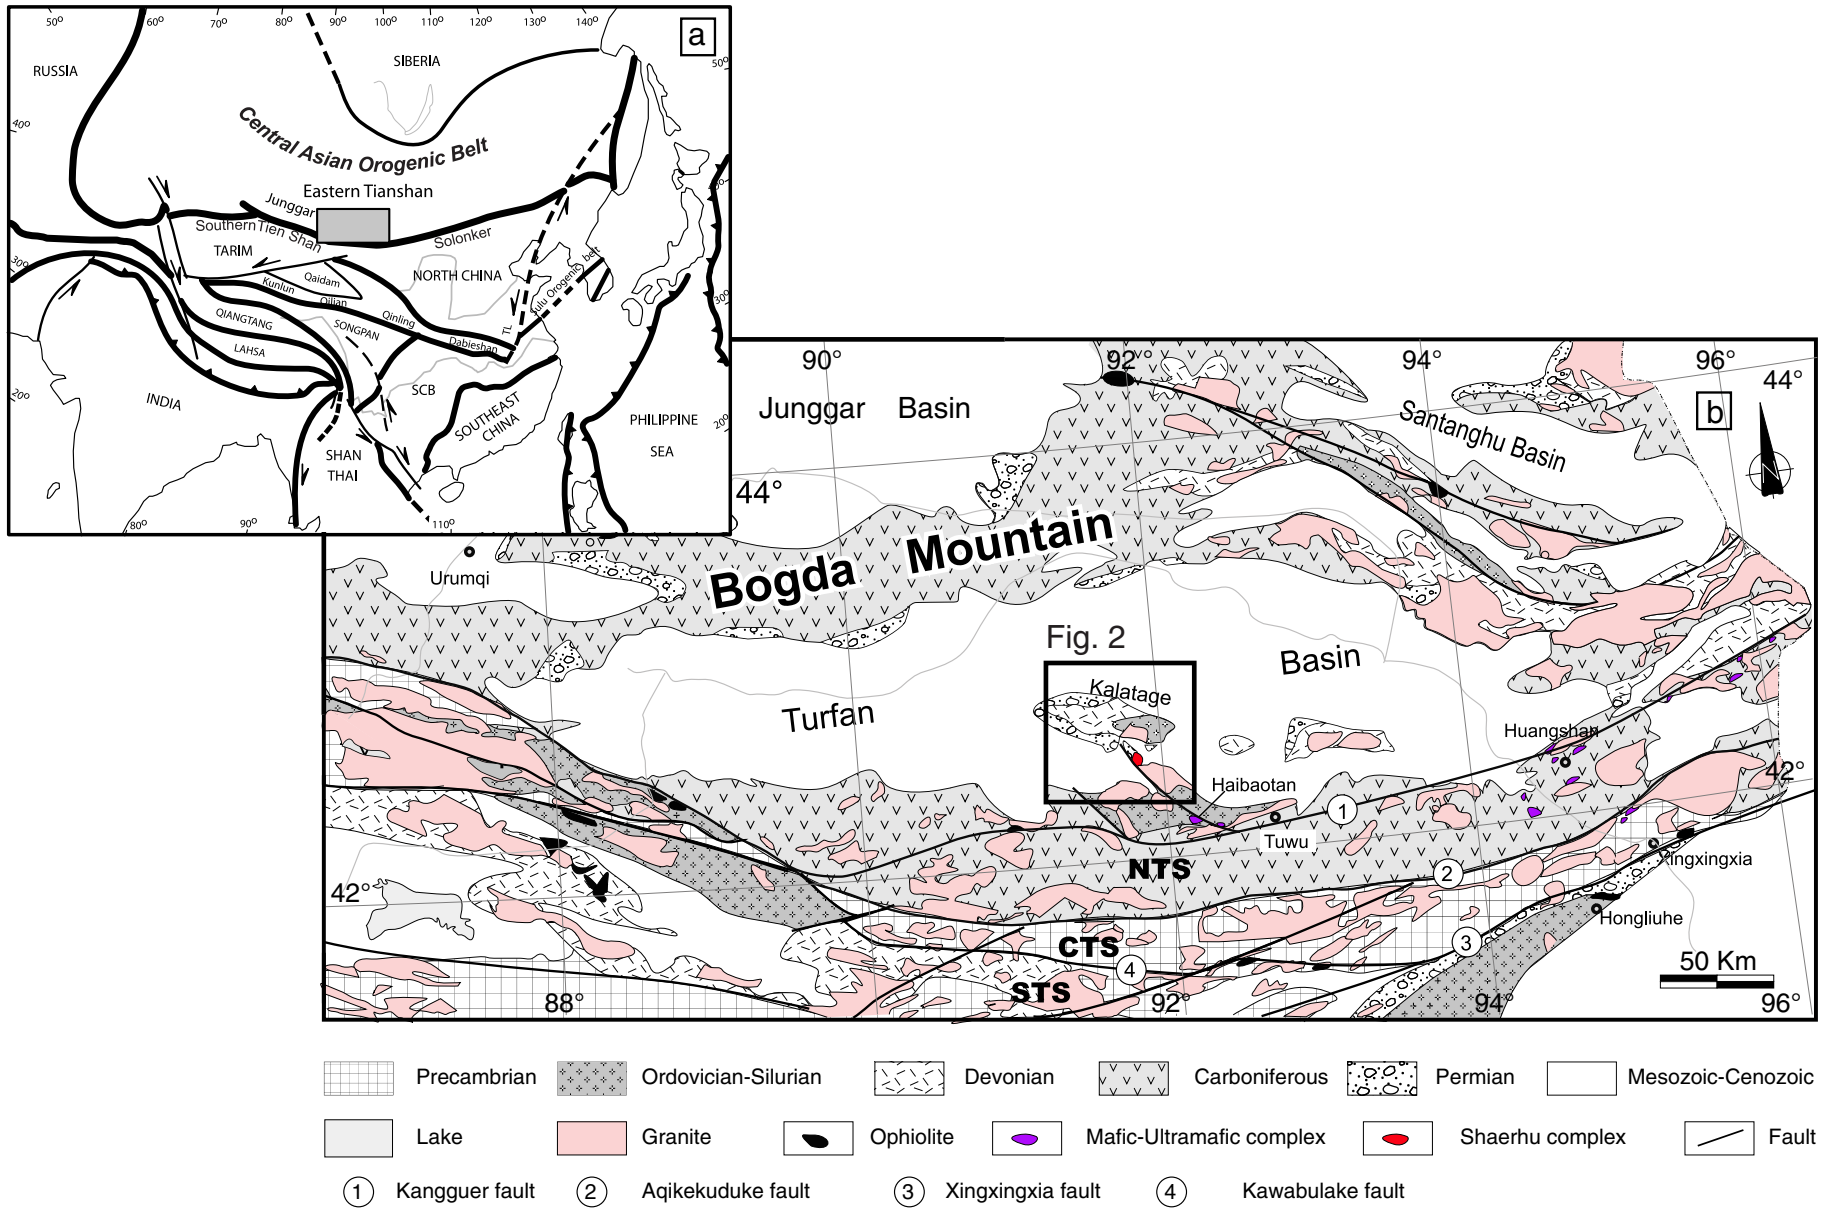 50° 60° 70° 80° 90° 100° 110° 120° 130° 140°
a
RUSSIA
SIBERIA
50°
40°
Central Asian Orogenic Belt
Eastern Tianshan
Junggar
Southern Tien Shan
Solonker
TARIM
30°
Qaidam
NORTH CHINA
Kunlun
Qilian
Julu Orogenic belt
QIANGTANG
SONGPAN
Qinling
TL
30°
LAHSA
Dabieshan
20°
INDIA
SCB
SOUTHEAST
CHINA
PHILIPPINE
SEA
20°
SHAN
THAI
80° 90° 110°
90° 92° 94° 96°
44°
b
Junggar Basin
Santanghu Basin
44°
Bogda Mountain
Urumqi
Fig. 2
Basin
Kalatage
Turfan
Huangshan
42°
Haibaotan
1
Tuwu
NTS
2
Xingxingxia
42°
Hongliuhe
CTS
3
4
50 Km
STS
88° 92° 94° 96°
Precambrian Ordovician-Silurian Devonian Carboniferous Permian Mesozoic-Cenozoic
Lake Granite Ophiolite Mafic-Ultramafic complex Shaerhu complex Fault
1 Kangguer fault 2 Aqikekuduke fault 3 Xingxingxia fault 4 Kawabulake fault